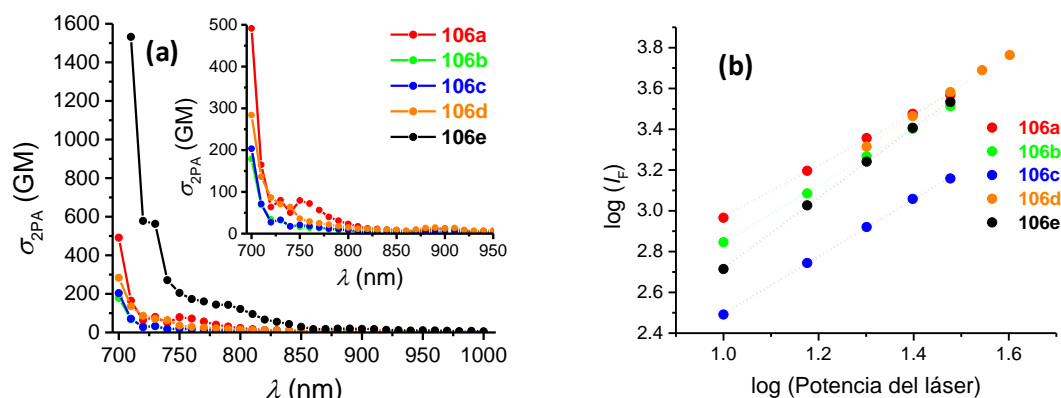 (a)
σ2PA (GM)
1600
1400
1200
1000
800
600
400
200
0
700 750 800 850 900 950 1000
λ (nm)
σ2PA (GM)
500
400
300
200
100
0
700 750 800 850 900 950
λ (nm)
106a
106b
106c
106d
106e
(b)
log (IF)
3.8
3.6
3.4
3.2
3.0
2.8
2.6
2.4
1.0 1.2 1.4 1.6
log (Potencia del láser)
106a
106b
106c
106d
106e